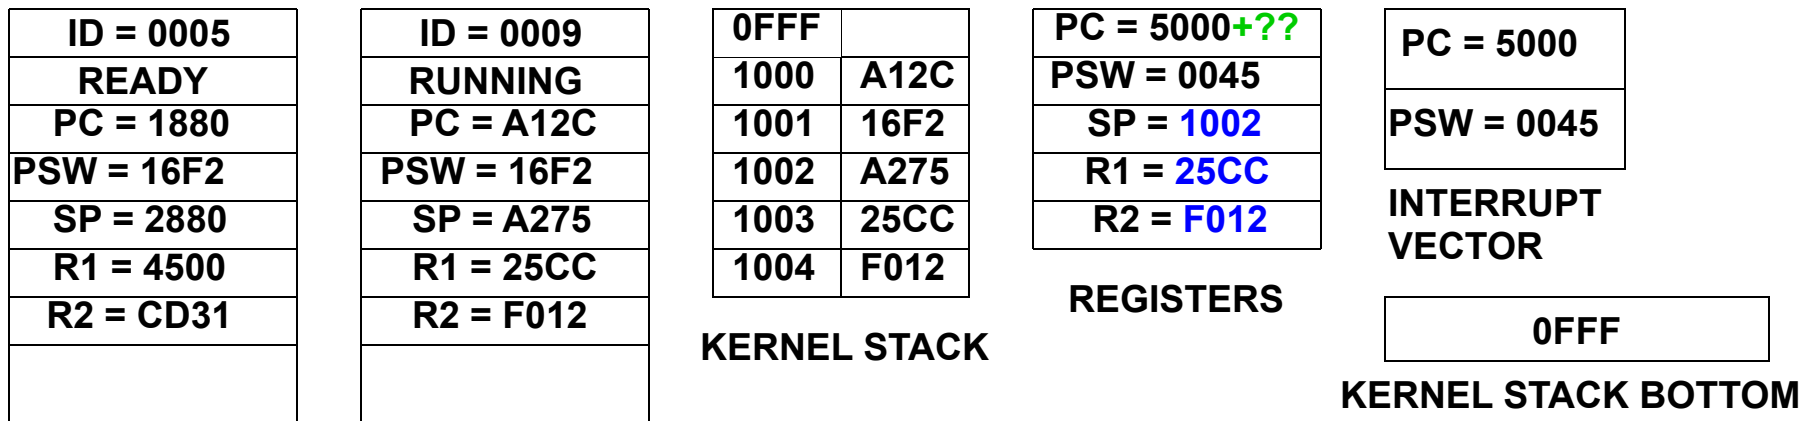 ID = 0005
READY
PC = 1880
PSW = 16F2
SP = 2880
R1 = 4500
R2 = CD31
ID = 0009
RUNNING
PC = A12C
PSW = 16F2
SP = A275
R1 = 25CC
R2 = F012
0FFF
1000 A12C
1001 16F2
1002 A275
1003 25CC
1004 F012
KERNEL STACK
PC = 5000+??
PSW = 0045
SP = 1002
R1 = 25CC
R2 = F012
REGISTERS
PC = 5000
PSW = 0045
INTERRUPT
VECTOR
0FFF
KERNEL STACK BOTTOM